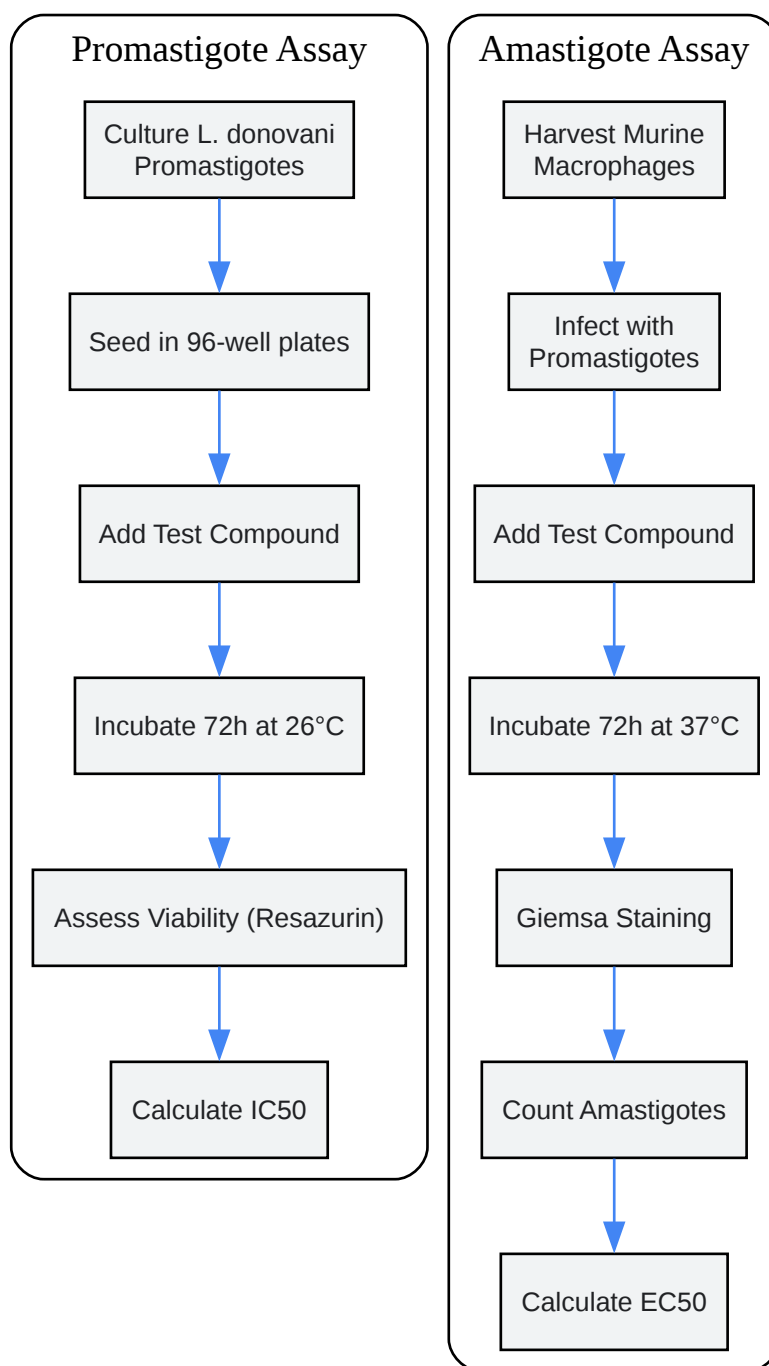 Promastigote Assay
Culture L. donovani
Promastigotes
Seed in 96-well plates
Add Test Compound
Incubate 72h at 26°C
Assess Viability (Resazurin)
Calculate IC50
Amastigote Assay
Harvest Murine
Macrophages
Infect with
Promastigotes
Add Test Compound
Incubate 72h at 37°C
Giemsa Staining
Count Amastigotes
Calculate EC50